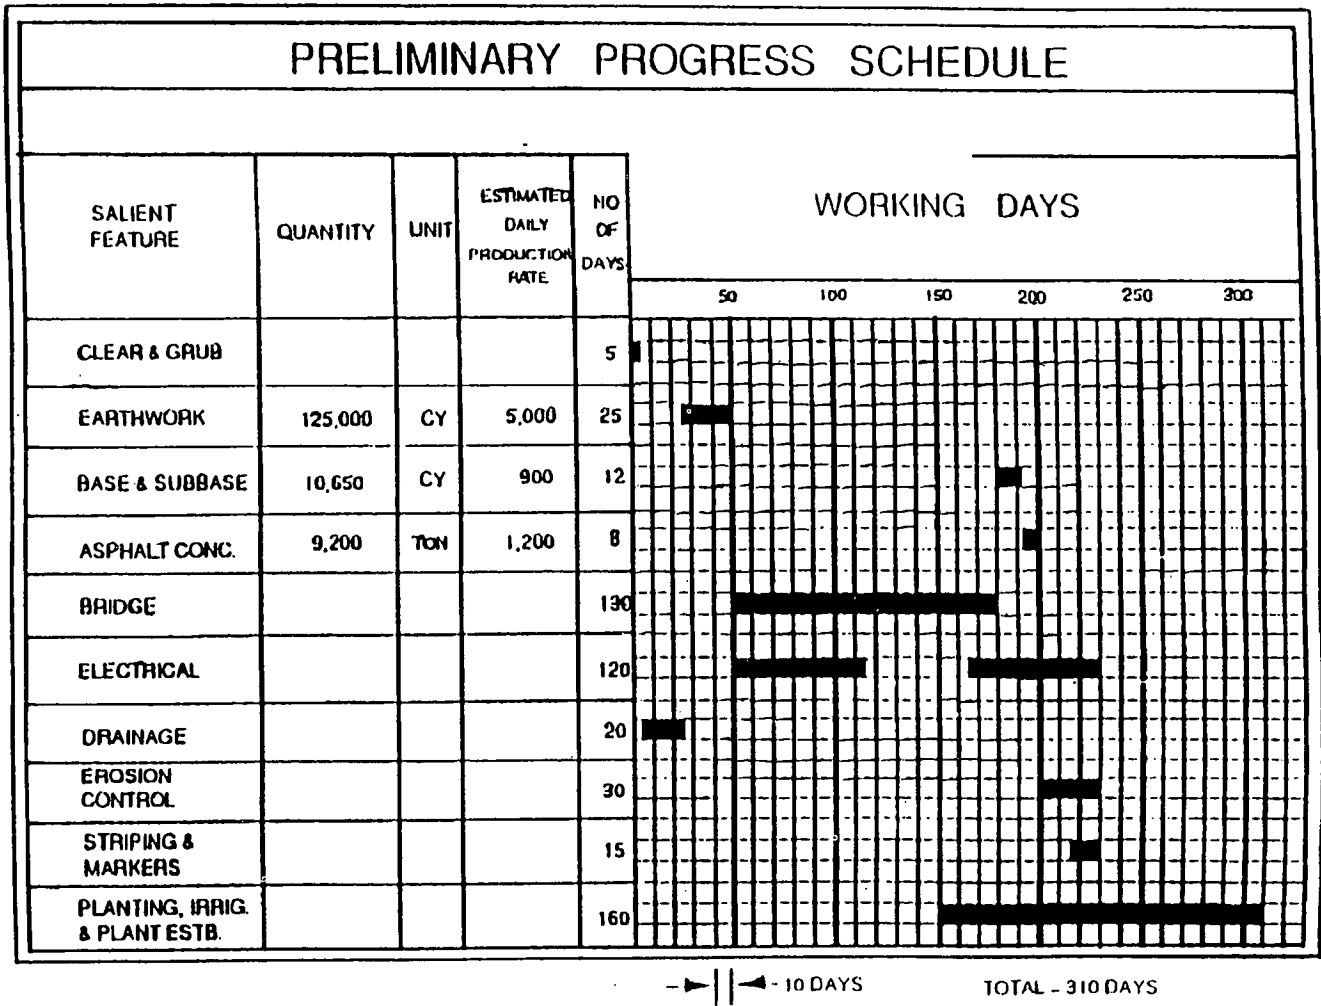 PRELIMINARY PROGRESS SCHEDULE
SALIENT FEATURE QUANTITY UNIT ESTIMATED DAILY PRODUCTION RATE NO OF DAYS WORKING DAYS
50 100 150 200 250 300
CLEAR & GRUB 5
EARTHWORK 125,000 CY 5,000 25
BASE & SUBBASE 10,650 CY 900 12
ASPHALT CONC. 9,200 TON 1,200 8
BRIDGE 130
ELECTRICAL 120
DRAINAGE 20
EROSION CONTROL 30
STRIPING & MARKERS 15
PLANTING, IRRIG. & PLANT ESTB. 160
10 DAYS TOTAL - 310 DAYS